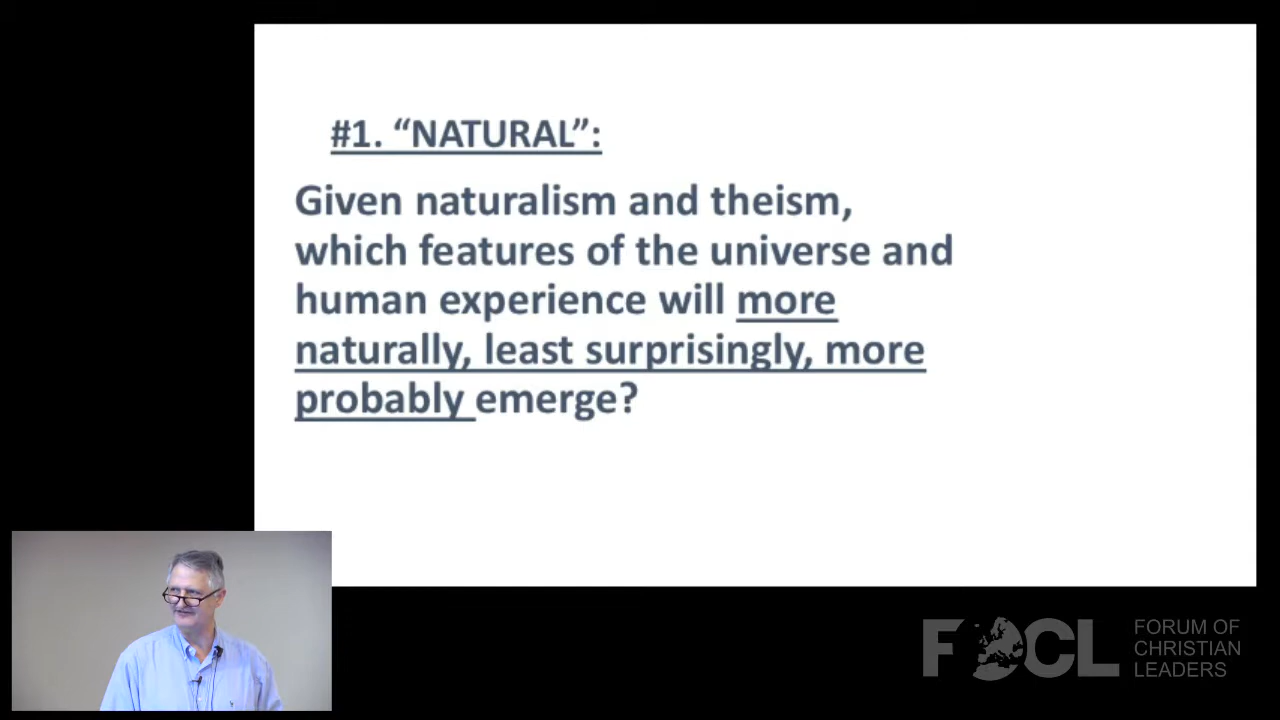 #1. “NATURAL”:
Given naturalism and theism,
which features of the universe and
human experience will more
naturally, least surprisingly, more
probably emerge?
FOCL
FORUM OF
CHRISTIAN
LEADERS